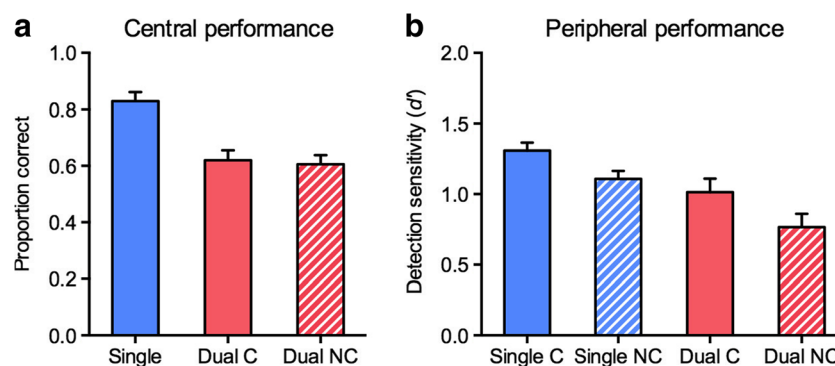 a Central performance
Proportion correct
1.0
0.8
0.6
0.4
0.2
0.0
Single Dual C Dual NC
b Peripheral performance
Detection sensitivity (d′)
2.0
1.5
1.0
0.5
0.0
Single C Single NC Dual C Dual NC